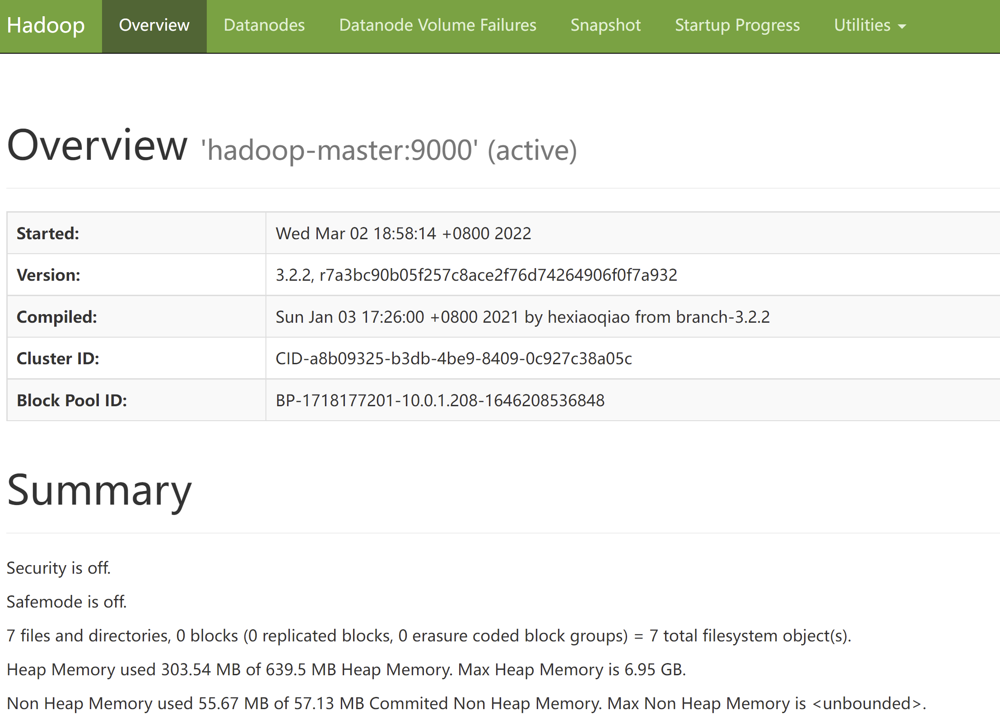 Hadoop Overview Datanodes Datanode Volume Failures Snapshot Startup Progress Utilities
Overview 'hadoop-master:9000' (active)
Started: Wed Mar 02 18:58:14 +0800 2022
Version: 3.2.2, r7a3bc90b05f257c8ace2f76d74264906f0f7a932
Compiled: Sun Jan 03 17:26:00 +0800 2021 by hexiaoqiao from branch-3.2.2
Cluster ID: CID-a8b09325-b3db-4be9-8409-0c927c38a05c
Block Pool ID: BP-1718177201-10.0.1.208-1646208536848
Summary
Security is off.
Safemode is off.
7 files and directories, 0 blocks (0 replicated blocks, 0 erasure coded block groups) = 7 total filesystem object(s).
Heap Memory used 303.54 MB of 639.5 MB Heap Memory. Max Heap Memory is 6.95 GB.
Non Heap Memory used 55.67 MB of 57.13 MB Commited Non Heap Memory. Max Non Heap Memory is <unbounded>.